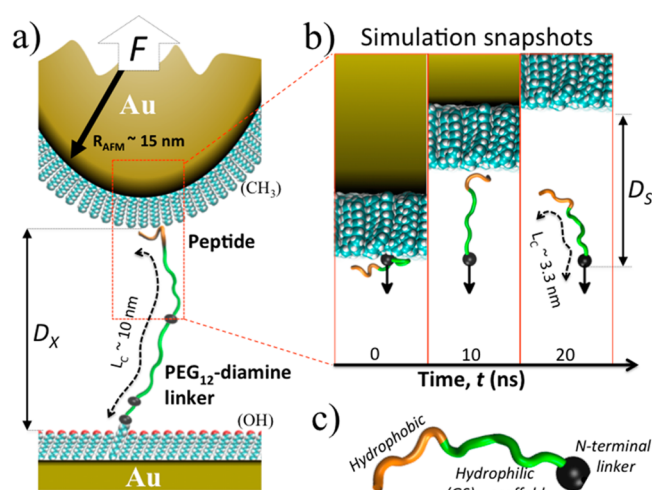 a)
F
Au
R_AFM ~ 15 nm
(CH₃)
Peptide
D_X
L_C ~ 10 nm
PEG₁₂-diamine
linker
(OH)
Au
b)
Simulation snapshots
D_S
L_C ~ 3.3 nm
0
10
20
Time, t (ns)
c)
Hydrophobic
Hydrophilic
N-terminal
linker